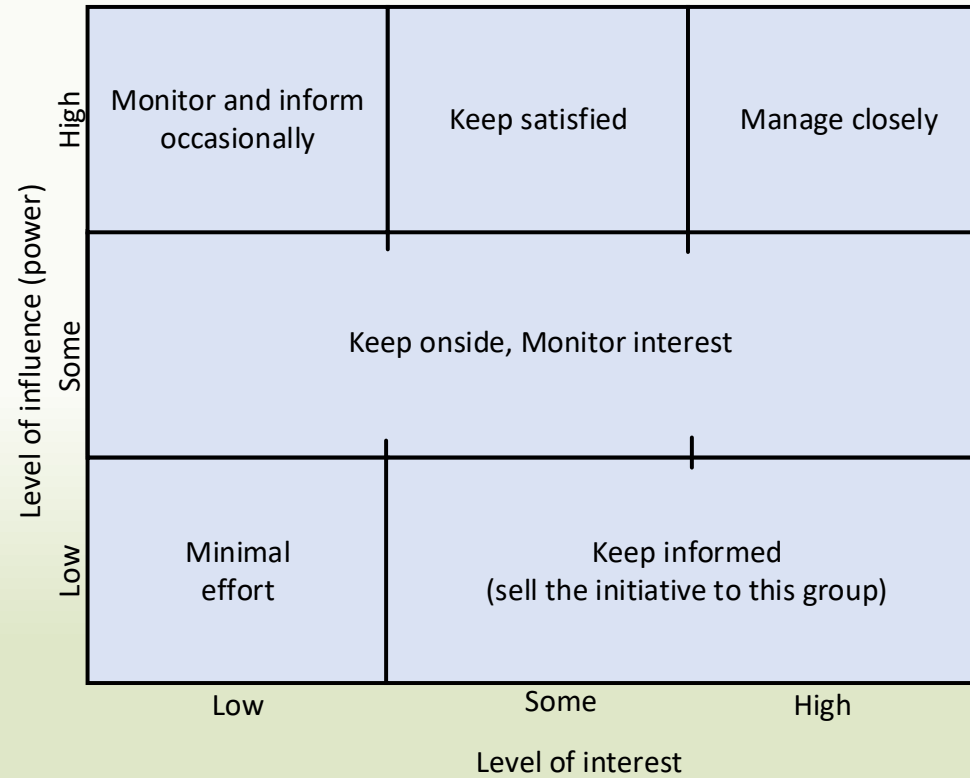 Level of influence (power)
High
Some
Low
Monitor and inform
occasionally
Keep satisfied
Manage closely
Keep onside, Monitor interest
Minimal
effort
Keep informed
(sell the initiative to this group)
Low
Some
High
Level of interest